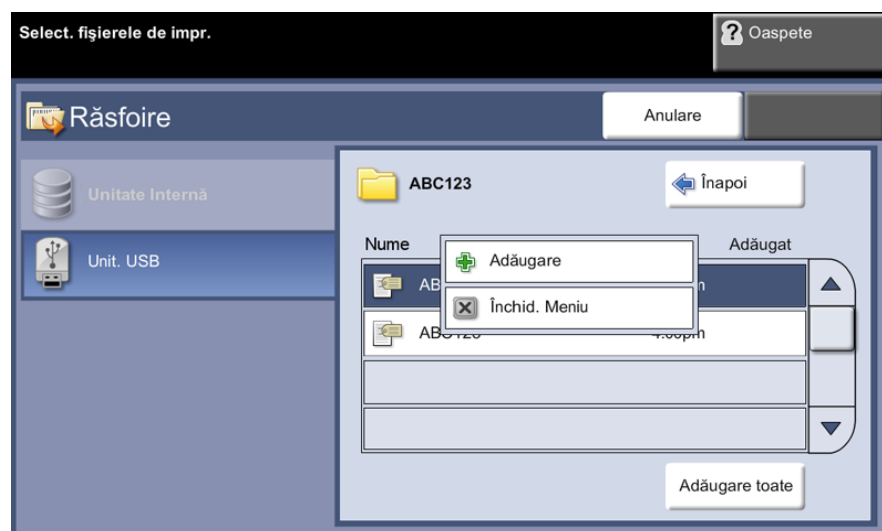 Select. fişierele de impr.
Oaspete
Răsfoire
Anulare
Unitate Internă
Unit. USB
ABC123
Înapoi
Nume
Adăugat
Adăugare
Închid. Meniu
Adăugare toate